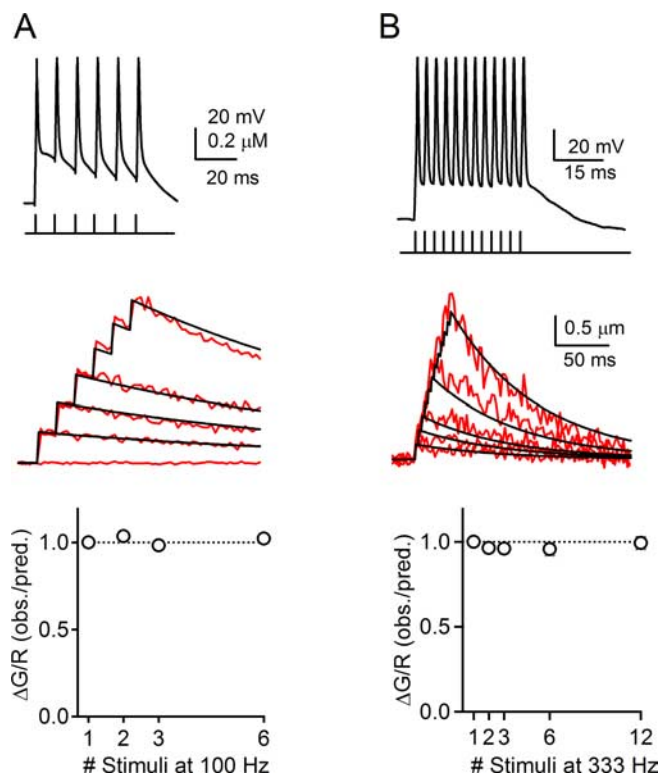 A
20 mV
0.2 μM
20 ms
B
20 mV
15 ms
0.5 μm
50 ms
ΔG/R (obs./pred.)
1.0
0.5
0.0
1
2
3
6
# Stimuli at 100 Hz
ΔG/R (obs./pred.)
1.0
0.5
0.0
1
2
3
6
12
# Stimuli at 333 Hz